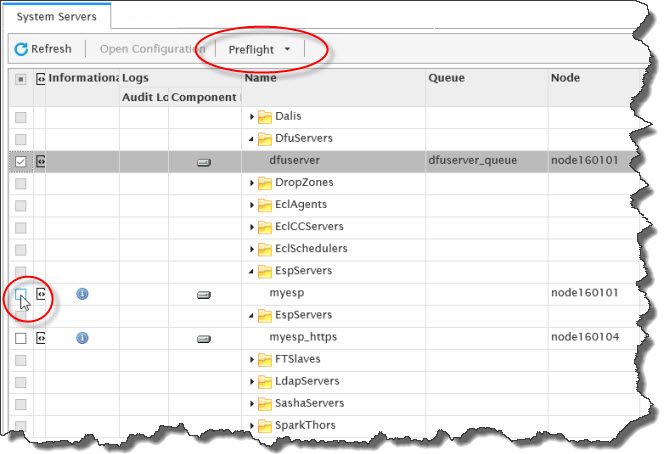 System Servers
Refresh Open Configuration Preflight
Informationa Logs Name Queue Node
Audit Lo Component
Dalis
DfuServers
dfuserver dfuserver_queue node160101
DropZones
EclAgents
EclCCServers
EclSchedulers
EspServers
myesp node160101
EspServers
myesp_https node160104
FTSlaves
LdapServers
SashaServers
SparkThors